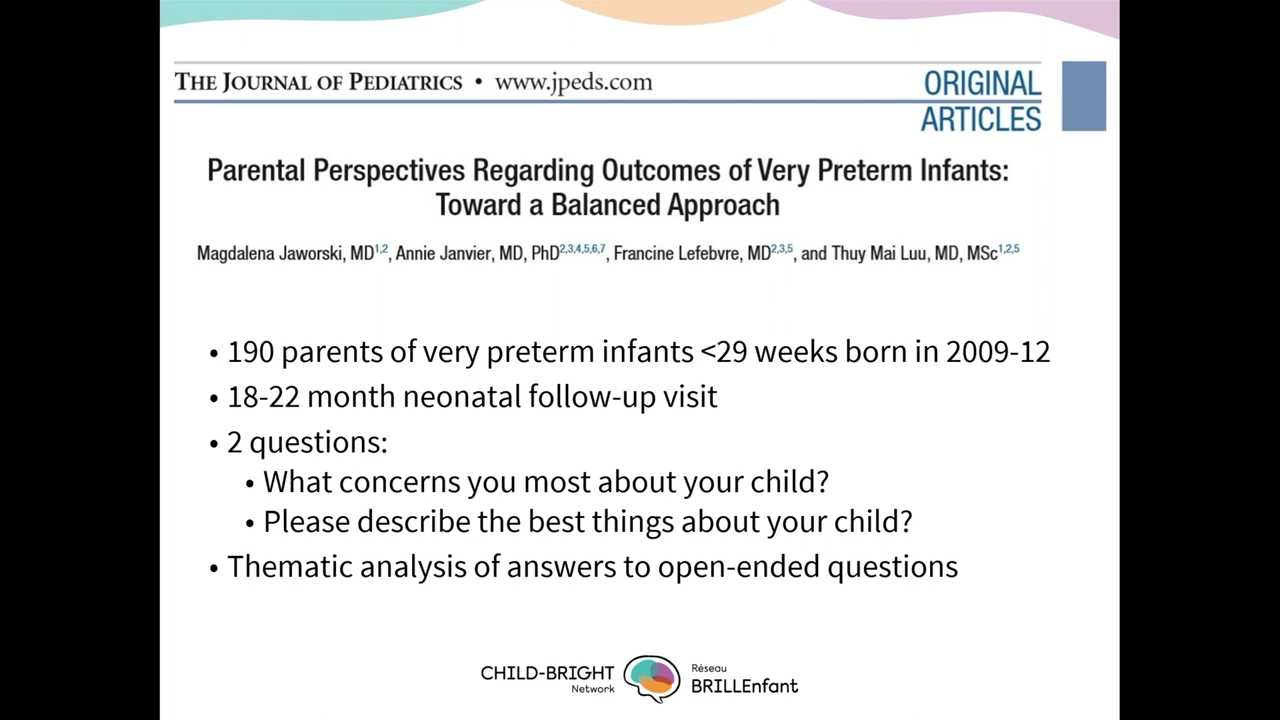 THE JOURNAL OF PEDIATRICS • www.jpeds.com
ORIGINAL
ARTICLES
Parental Perspectives Regarding Outcomes of Very Preterm Infants:
Toward a Balanced Approach
Magdalena Jaworski, MD1,2, Annie Janvier, MD, PhD2,3,4,5,6,7, Francine Lefebvre, MD2,3,5, and Thuy Mai Luu, MD, MSc1,2,5
• 190 parents of very preterm infants <29 weeks born in 2009-12
• 18-22 month neonatal follow-up visit
• 2 questions:
• What concerns you most about your child?
• Please describe the best things about your child?
• Thematic analysis of answers to open-ended questions
CHILD-BRIGHT
Network
Réseau
BRILLEnfant